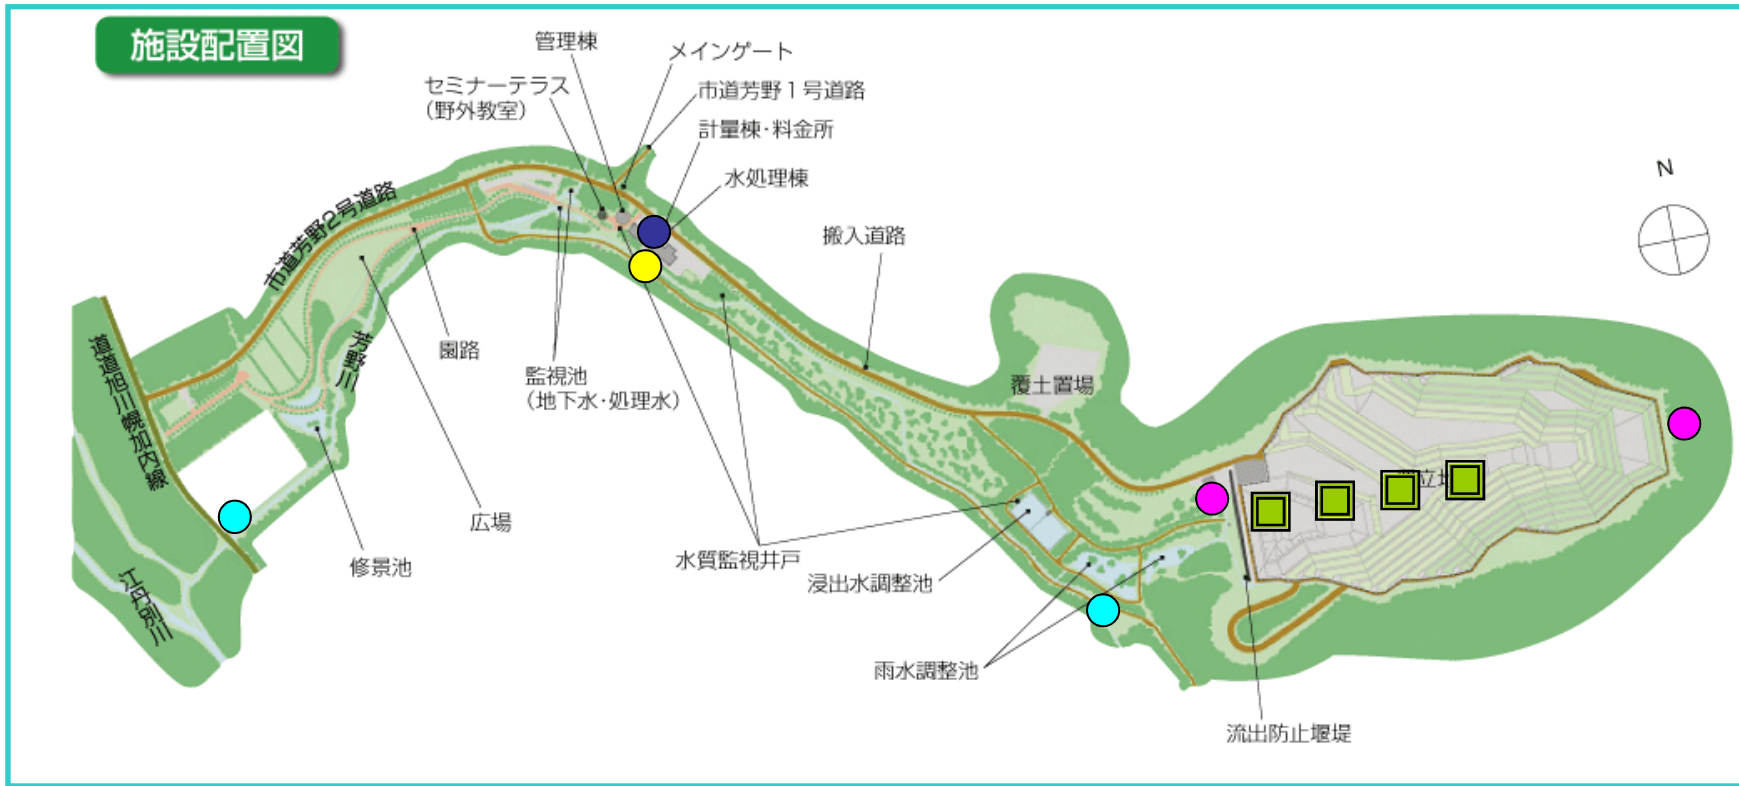 施設配置図
管理棟
メインゲート
セミナーテラス
（野外教室）
市道芳野１号道路
計量棟・料金所
水処理棟
搬入道路
N
市道芳野2号道路
園路
芳野川
監視池
（地下水・処理水）
覆土置場
道道旭川幌加内線
広場
修景池
水質監視井戸
浸出水調整池
江丹別川
雨水調整池
流出防止堰堤